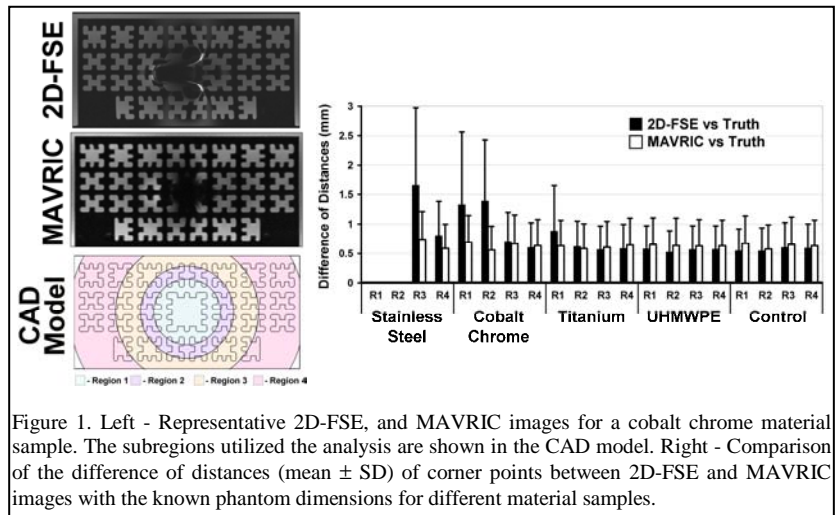 2D-FSE
MAVRIC
CAD
Model
- Region 1 - Region 2 - Region 3 - Region 4
Difference of Distances (mm)
3
2.5
2
1.5
1
0.5
0
2D-FSE vs Truth
MAVRIC vs Truth
R1 R2 R3 R4 R1 R2 R3 R4 R1 R2 R3 R4 R1 R2 R3 R4 R1 R2 R3 R4
Stainless Steel
Cobalt Chrome
Titanium
UHMWPE
Control
Figure 1. Left - Representative 2D-FSE, and MAVRIC images for a cobalt chrome material
sample. The subregions utilized the analysis are shown in the CAD model. Right - Comparison
of the difference of distances (mean ± SD) of corner points between 2D-FSE and MAVRIC
images with the known phantom dimensions for different material samples.